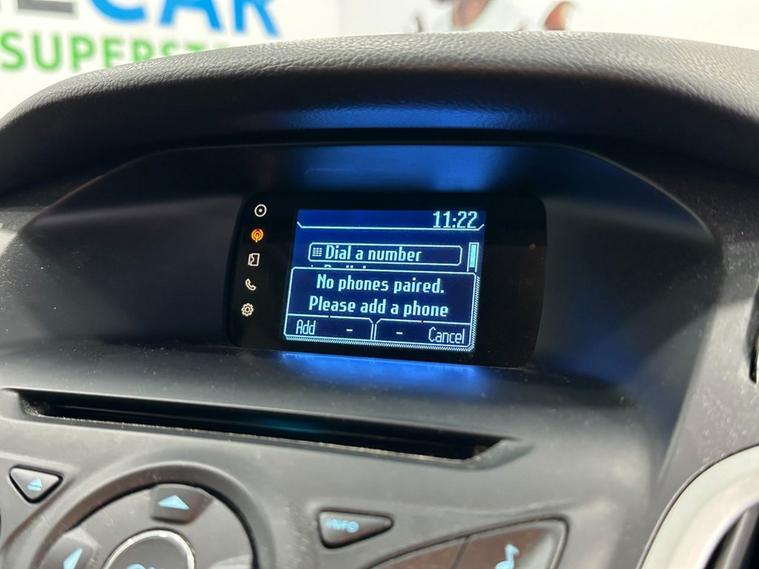 CAR
SUPERST
11:22
Dial a number
No phones paired.
Please add a phone
Add - - Cancel
INFO